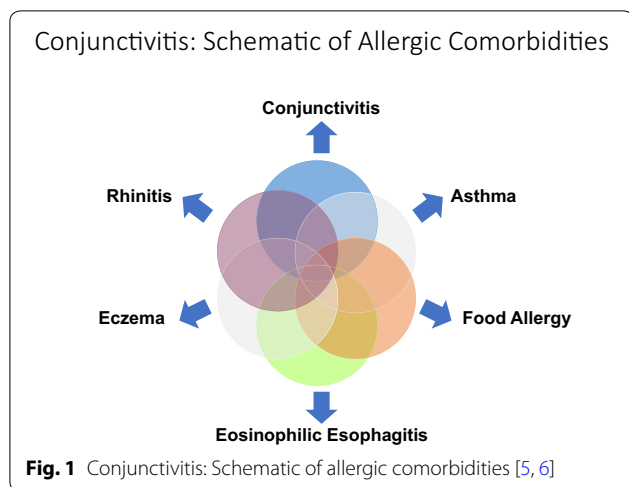 Conjunctivitis: Schematic of Allergic Comorbidities
Conjunctivitis
Rhinitis
Asthma
Eczema
Food Allergy
Eosinophilic Esophagitis
Fig. 1 Conjunctivitis: Schematic of allergic comorbidities [5, 6]